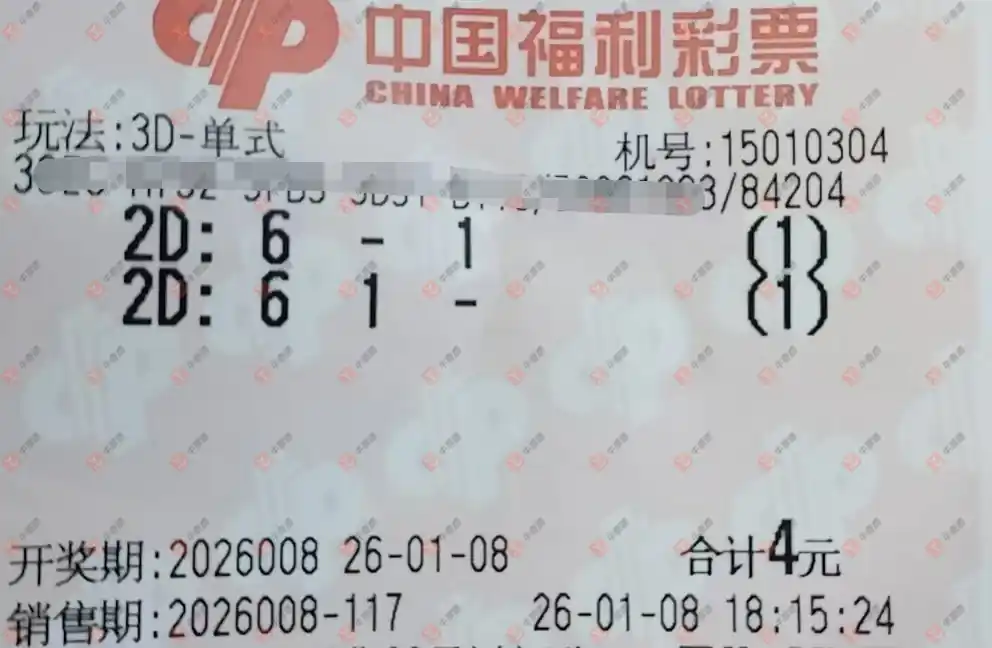 中国福利彩票
CHINA WELFARE LOTTERY
玩法:3D-单式
机号:15010304
3/84204
2D: 6 - 1 (1)
2D: 6 1 - (1)
开奖期:2026008 26-01-08 合计4元
销售期:2026008-117 26-01-08 18:15:24